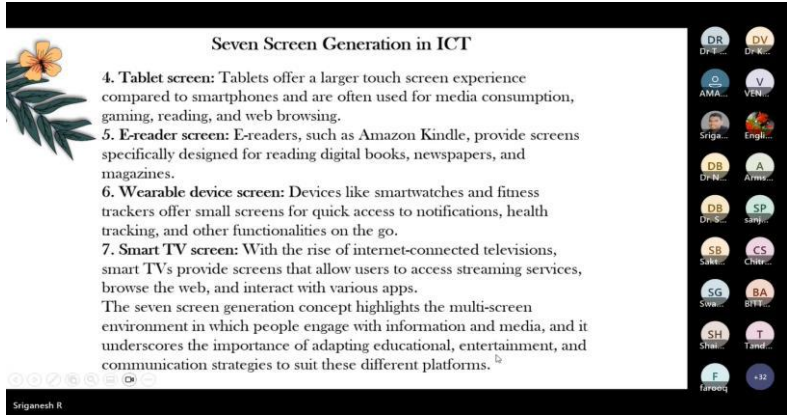 Seven Screen Generation in ICT
4. Tablet screen: Tablets offer a larger touch screen experience
compared to smartphones and are often used for media consumption,
gaming, reading, and web browsing.
5. E-reader screen: E-readers, such as Amazon Kindle, provide screens
specifically designed for reading digital books, newspapers, and
magazines.
6. Wearable device screen: Devices like smartwatches and fitness
trackers offer small screens for quick access to notifications, health
tracking, and other functionalities on the go.
7. Smart TV screen: With the rise of internet-connected televisions,
smart TVs provide screens that allow users to access streaming services,
browse the web, and interact with various apps.
The seven screen generation concept highlights the multi-screen
environment in which people engage with information and media, and it
underscores the importance of adapting educational, entertainment, and
communication strategies to suit these different platforms.
Sriganesh R
DR DV
Dr T ... Dr K...
V
AMA... VEN...
Sriga... Engli...
DB A
Dr N... Arms...
DB SP
Dr. S... sanj...
SB CS
Sakt... Chitr...
SG BA
Swa... BITT...
SH T
Shai... Tand...
F +32
farooq